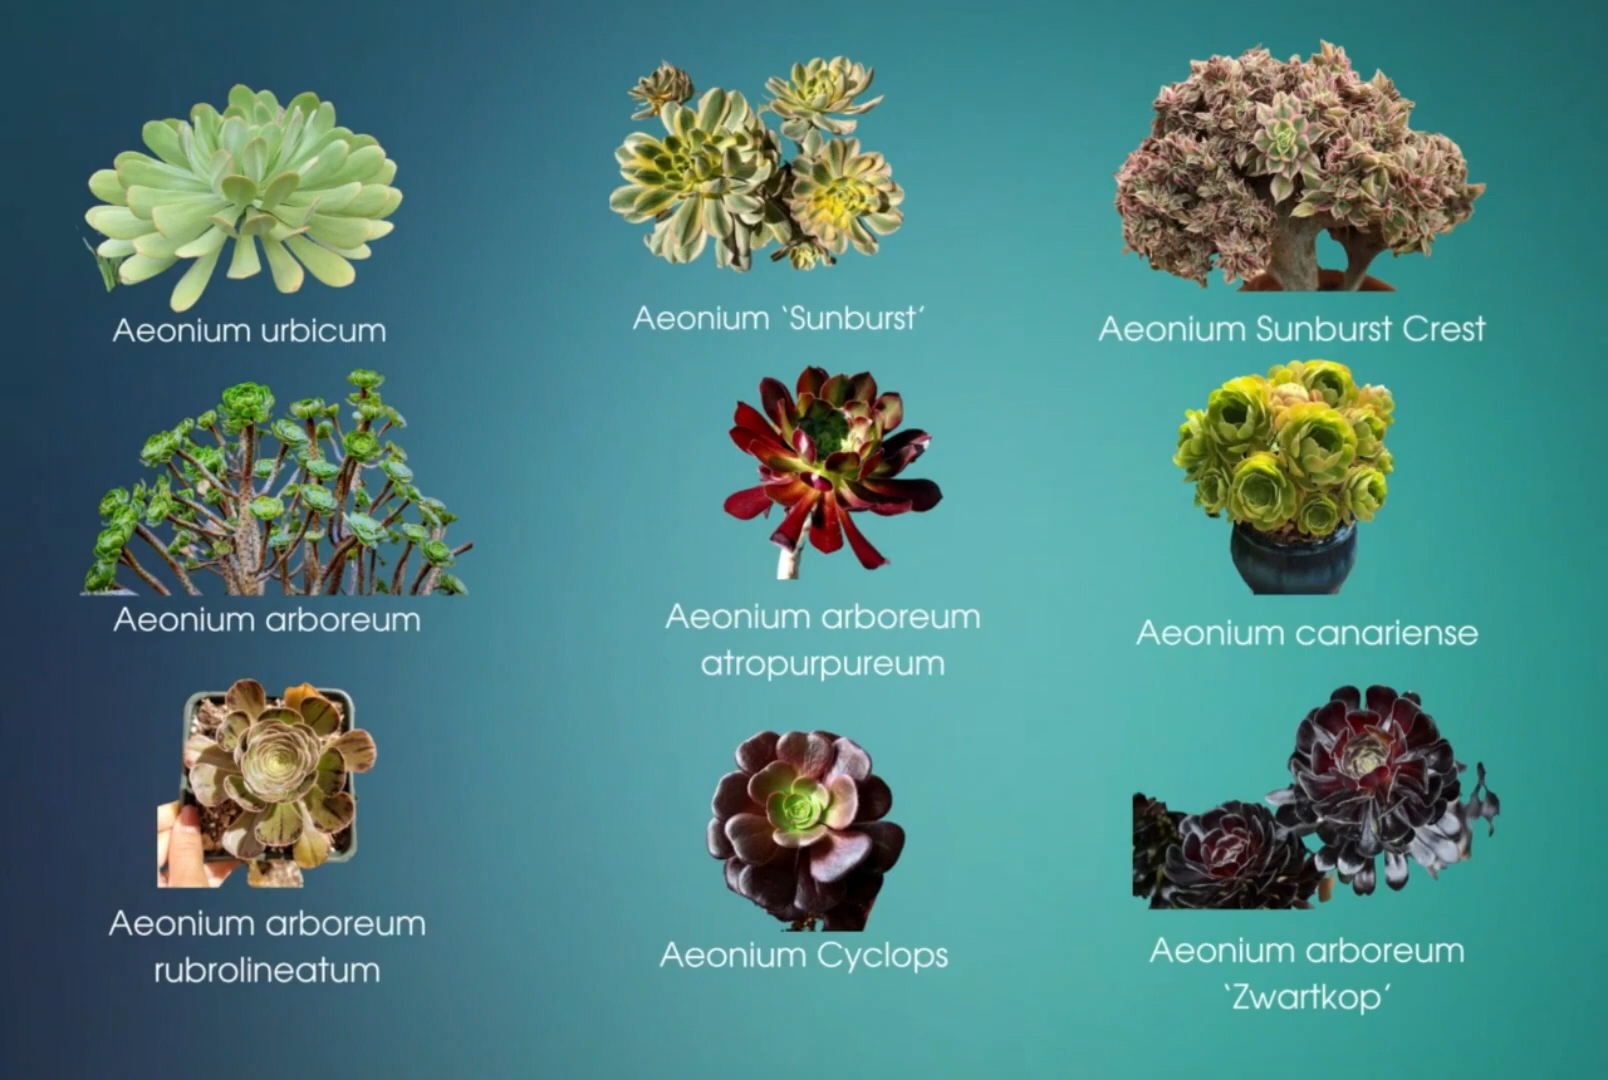 Aeonium urbicum
Aeonium ‘Sunburst’
Aeonium Sunburst Crest
Aeonium arboreum
Aeonium arboreum
atropurpureum
Aeonium canariense
Aeonium arboreum
rubrolineatum
Aeonium Cyclops
Aeonium arboreum
‘Zwartkop’